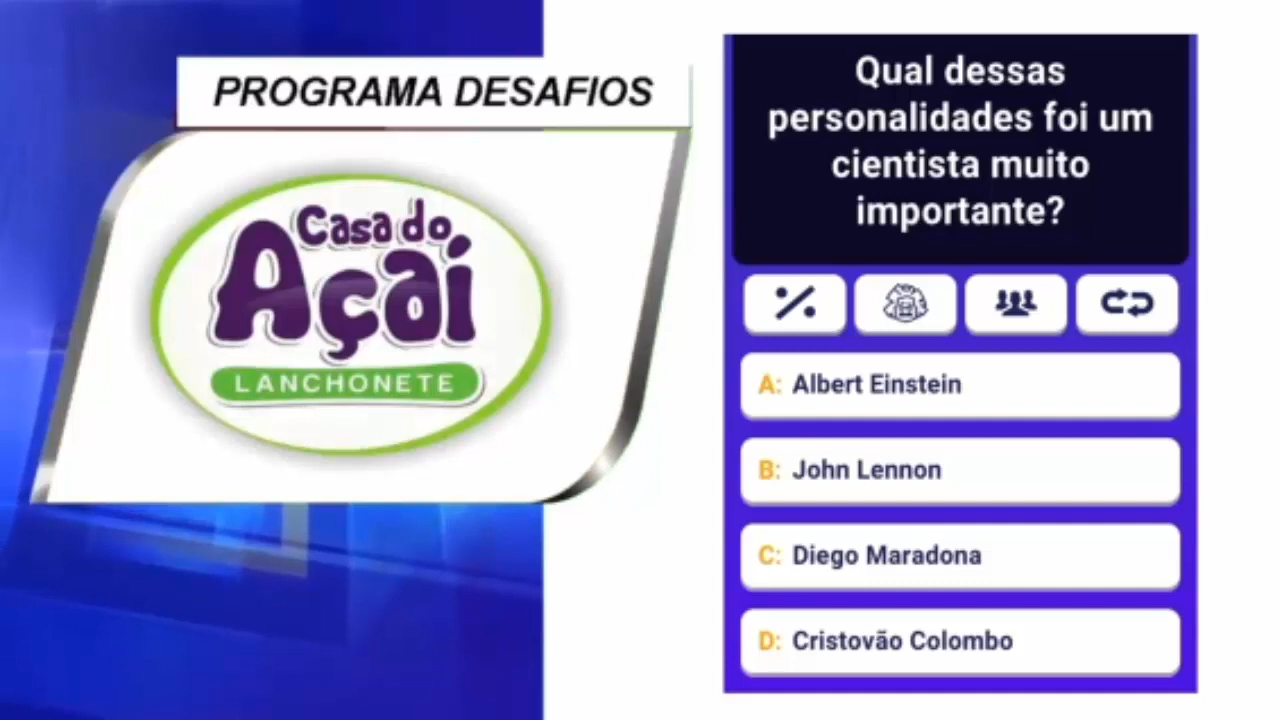 PROGRAMA DESAFIOS
Casa do
Açaí
LANCHONETE
Qual dessas
personalidades foi um
cientista muito
importante?
A: Albert Einstein
B: John Lennon
C: Diego Maradona
D: Cristovão Colombo